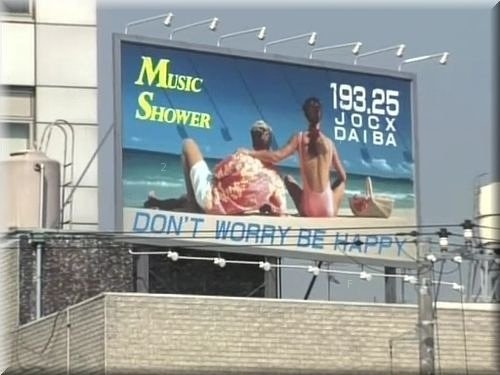 MUSIC
SHOWER
193.25
JOCX
DAIBA
DON'T WORRY BE HAPPY